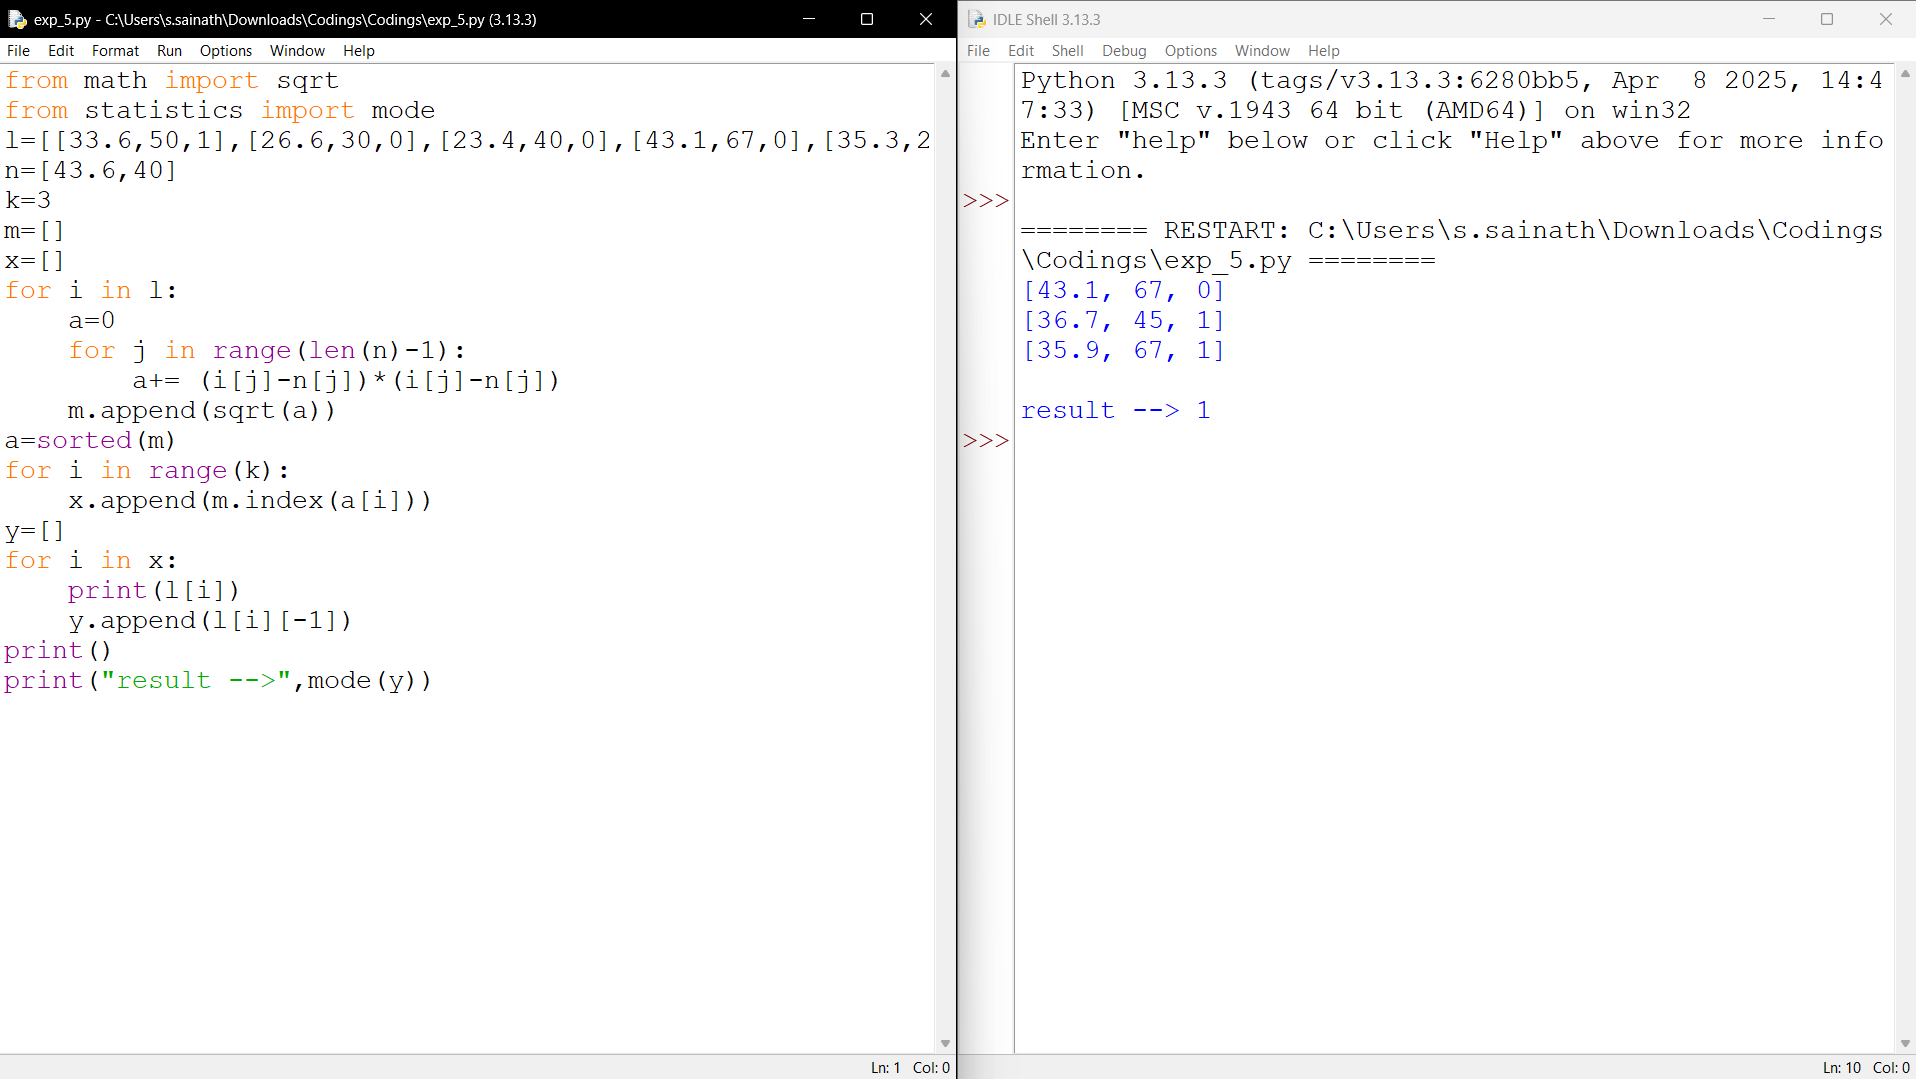 exp_5.py - C:\Users\s.sainath\Downloads\Codings\Codings\exp_5.py (3.13.3)
File Edit Format Run Options Window Help
from math import sqrt
from statistics import mode
l=[[33.6,50,1],[26.6,30,0],[23.4,40,0],[43.1,67,0],[35.3,2
n=[43.6,40]
k=3
m=[]
x=[]
for i in l:
    a=0
    for j in range(len(n)-1):
        a+= (i[j]-n[j])*(i[j]-n[j])
    m.append(sqrt(a))
a=sorted(m)
for i in range(k):
    x.append(m.index(a[i]))
y=[]
for i in x:
    print(l[i])
    y.append(l[i][-1])
print()
print("result -->",mode(y))
Ln: 1 Col: 0
IDLE Shell 3.13.3
File Edit Shell Debug Options Window Help
Python 3.13.3 (tags/v3.13.3:6280bb5, Apr  8 2025, 14:4
7:33) [MSC v.1943 64 bit (AMD64)] on win32
Enter "help" below or click "Help" above for more info
rmation.
>>>
======== RESTART: C:\Users\s.sainath\Downloads\Codings
\Codings\exp_5.py ========
[43.1, 67, 0]
[36.7, 45, 1]
[35.9, 67, 1]
result --> 1
>>>
Ln: 10 Col: 0